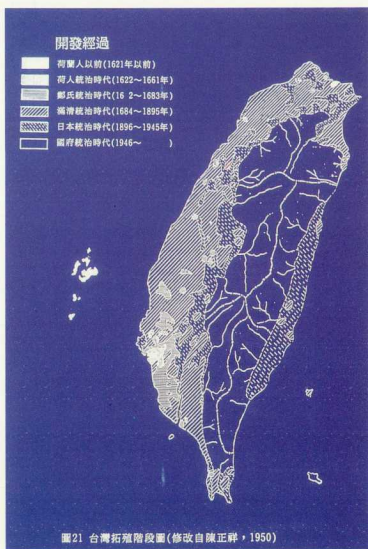 開發經過
荷蘭人以前(1621年以前)
荷人統治時代(1622~1661年)
鄭氏統治時代(16 2~1683年)
滿清統治時代(1684~1895年)
日本統治時代(1896~1945年)
國府統治時代(1946~ )
圖21 台灣拓殖階段圖(修改自陳正祥，1950)